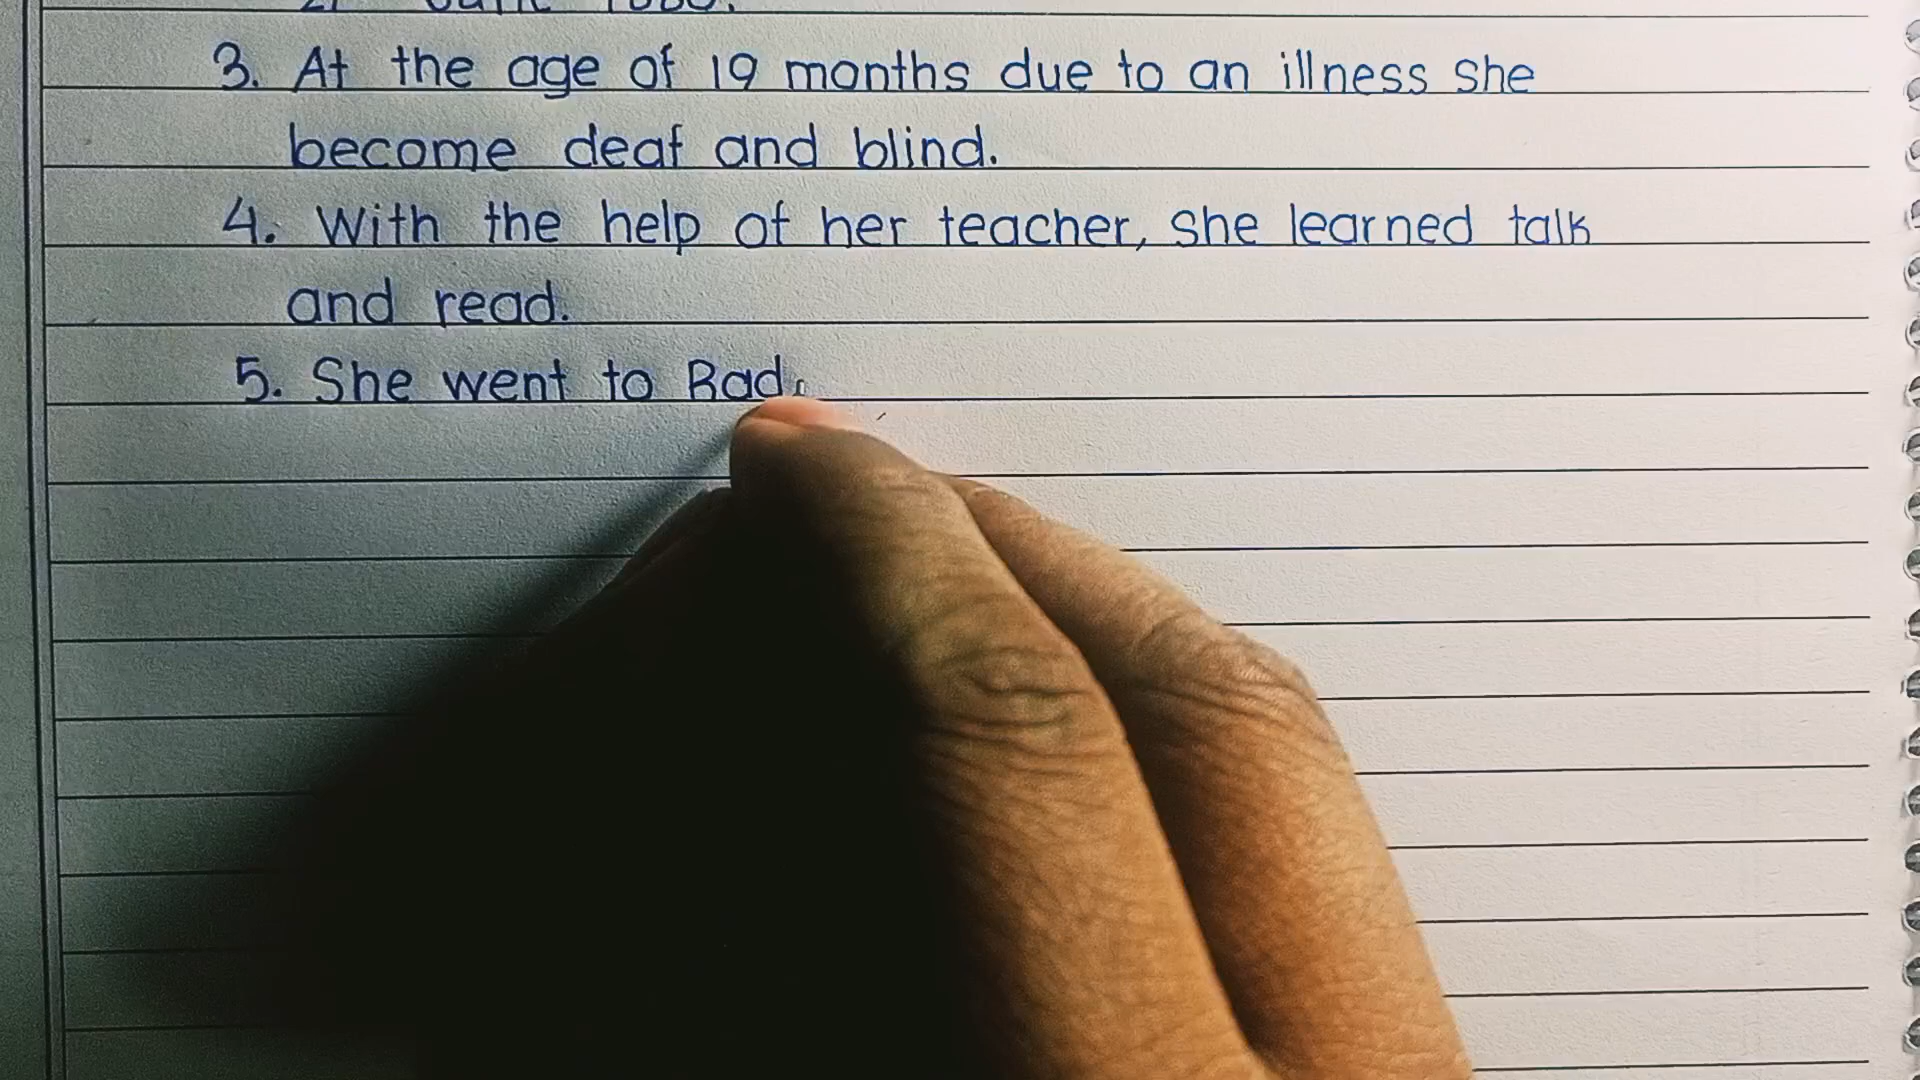 3. At the age of 19 months due to an illness she
become deaf and blind.
4. With the help of her teacher, she learned talk
and read.
5. She went to Rad